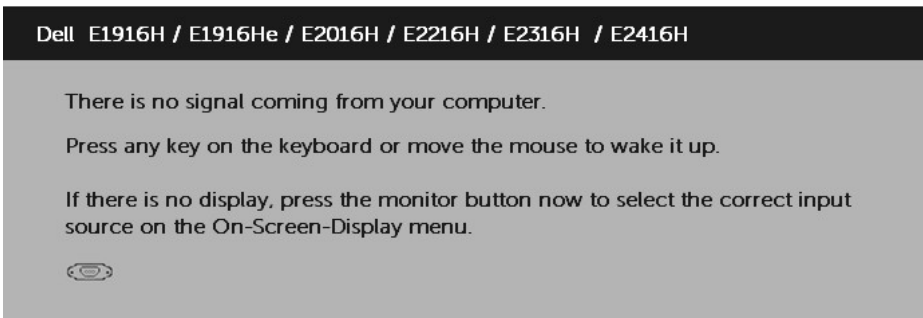 Dell E1916H / E1916He / E2016H / E2216H / E2316H / E2416H
There is no signal coming from your computer.
Press any key on the keyboard or move the mouse to wake it up.
If there is no display, press the monitor button now to select the correct input
source on the On-Screen-Display menu.